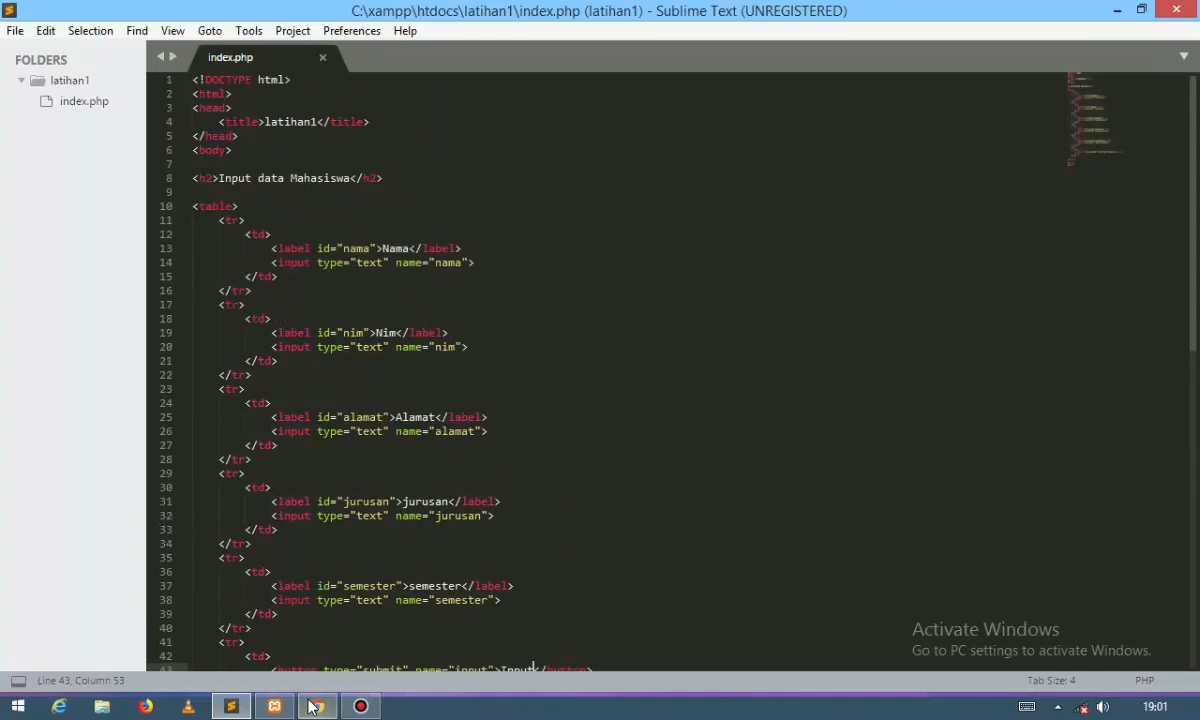 C:\xampp\htdocs\latihan1\index.php (latihan1) - Sublime Text (UNREGISTERED)
File Edit Selection Find View Goto Tools Project Preferences Help
FOLDERS
latihan1
index.php
index.php
1 <!DOCTYPE html>
2 <html>
3 <head>
4 <title>latihan1</title>
5 </head>
6 <body>
7
8 <h2>Input data Mahasiswa</h2>
9
10 <table>
11 <tr>
12 <td>
13 <label id="nama">Nama</label>
14 <input type="text" name="nama">
15 </td>
16 </tr>
17 <tr>
18 <td>
19 <label id="nim">Nim</label>
20 <input type="text" name="nim">
21 </td>
22 </tr>
23 <tr>
24 <td>
25 <label id="alamat">Alamat</label>
26 <input type="text" name="alamat">
27 </td>
28 </tr>
29 <tr>
30 <td>
31 <label id="jurusan">jurusan</label>
32 <input type="text" name="jurusan">
33 </td>
34 </tr>
35 <tr>
36 <td>
37 <label id="semester">semester</label>
38 <input type="text" name="semester">
39 </td>
40 </tr>
41 <tr>
42 <td>
43 <button type="submit" name="input">Input</button>
Activate Windows
Go to PC settings to activate Windows.
Line 43, Column 53
Tab Size: 4
PHP
19:01